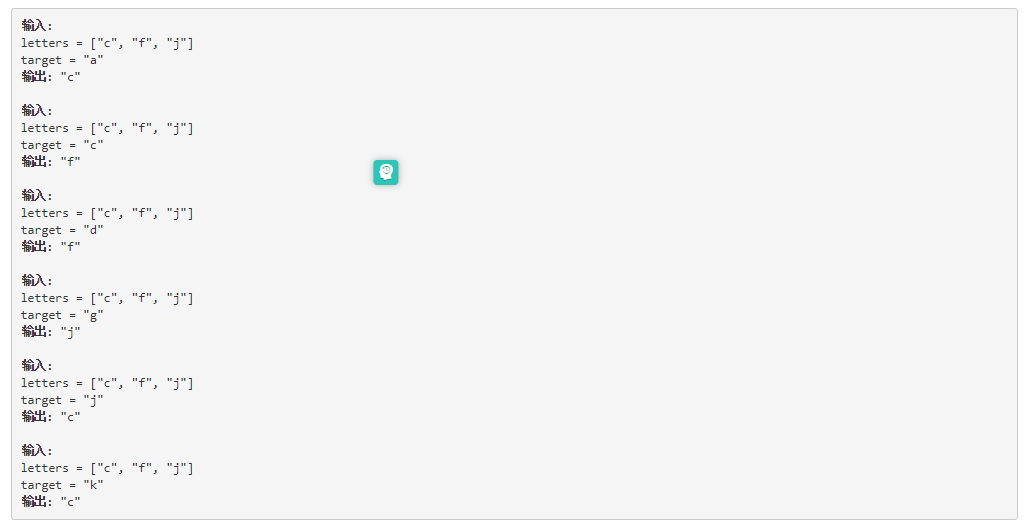 输入:
letters = ["c", "f", "j"]
target = "a"
输出: "c"
输入:
letters = ["c", "f", "j"]
target = "c"
输出: "f"
输入:
letters = ["c", "f", "j"]
target = "d"
输出: "f"
输入:
letters = ["c", "f", "j"]
target = "g"
输出: "j"
输入:
letters = ["c", "f", "j"]
target = "j"
输出: "c"
输入:
letters = ["c", "f", "j"]
target = "k"
输出: "c"